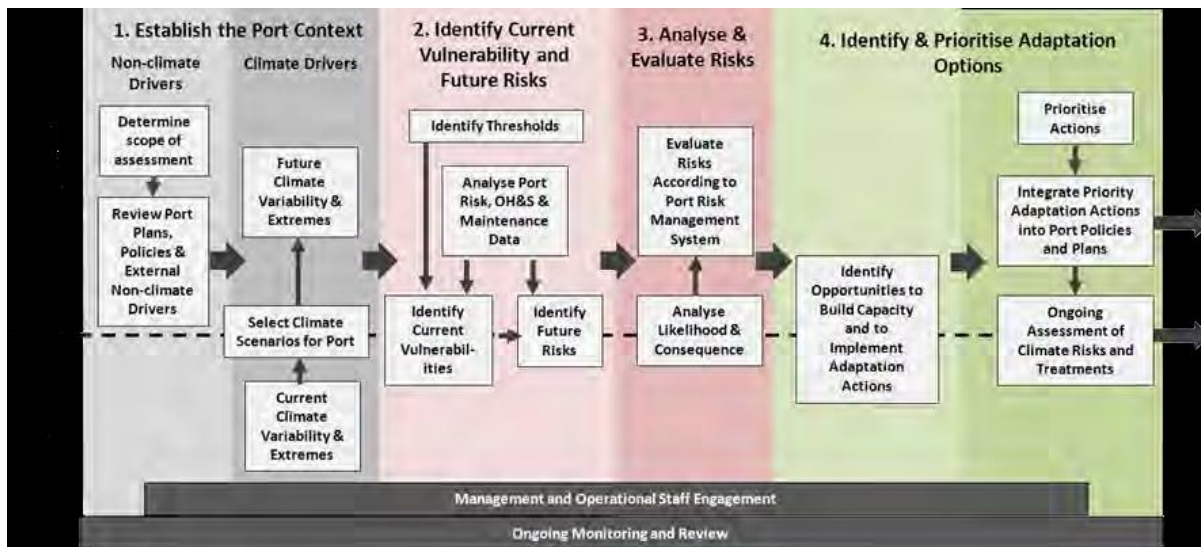 1. Establish the Port Context
Non-climate
Drivers
Climate Drivers
Determine
scope of
assessment
Review Port
Plans,
Policies &
External
Non-climate
Drivers
Future
Climate
Variability &
Extremes
Select Climate
Scenarios for Port
Current
Climate
Variability &
Extremes
2. Identify Current
Vulnerability and
Future Risks
Identify Thresholds
Analyse Port
Risk, OH&S &
Maintenance
Data
Identify
Current
Vulnerabil-
ities
Identify
Future
Risks
3. Analyse &
Evaluate Risks
Evaluate
Risks
According to
Port Risk
Management
System
Analyse
Likelihood &
Consequence
4. Identify & Prioritise Adaptation
Options
Identify
Opportunities to
Build Capacity
and to
Implement
Adaptation
Actions
Prioritise
Actions
Integrate Priority
Adaptation Actions
into Port Policies
and Plans
Ongoing
Assessment of
Climate Risks and
Treatments
Management and Operational Staff Engagement
Ongoing Monitoring and Review